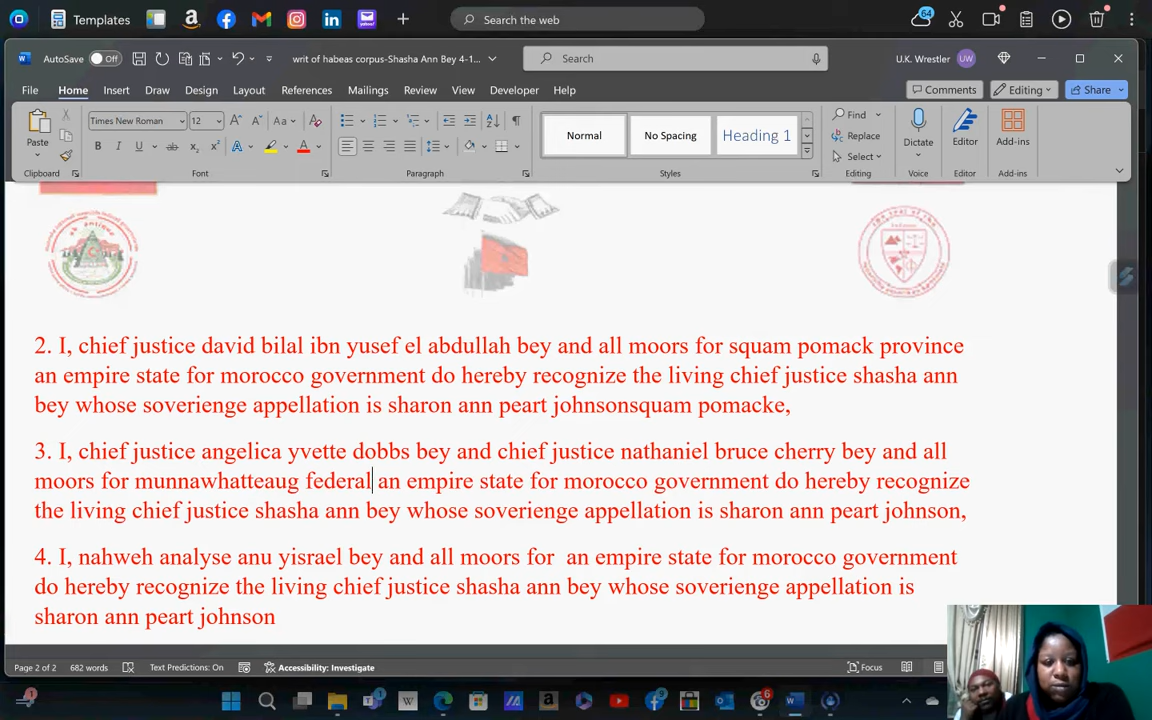 Templates
Search the web
64
AutoSave Off
writ of habeas corpus-Shasha Ann Bey 4-1...
Search
U.K. Wrestler UW
File Home Insert Draw Design Layout References Mailings Review View Developer Help
Comments Editing Share
Paste
Times New Roman 12
Normal
No Spacing
Heading 1
Find
Replace
Select
Dictate
Editor
Add-ins
Clipboard Font Paragraph Styles Editing Voice Editor Add-ins
2. I, chief justice david bilal ibn yusef el abdullah bey and all moors for squam pomack province
an empire state for morocco government do hereby recognize the living chief justice shasha ann
bey whose soverienge appellation is sharon ann peart johnsonsquam pomacke,
3. I, chief justice angelica yvette dobbs bey and chief justice nathaniel bruce cherry bey and all
moors for munnawhatteaug federal an empire state for morocco government do hereby recognize
the living chief justice shasha ann bey whose soverienge appellation is sharon ann peart johnson,
4. I, nahweh analyse anu yisrael bey and all moors for  an empire state for morocco government
do hereby recognize the living chief justice shasha ann bey whose soverienge appellation is
sharon ann peart johnson
Page 2 of 2 682 words Text Predictions: On Accessibility: Investigate Focus